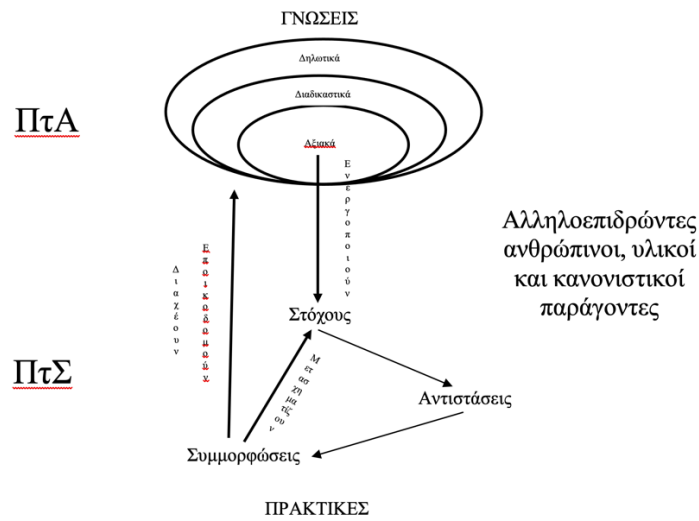 ΓΝΩΣΕΙΣ
Δηλωτικά
Διαδικαστικά
Αξιακά
ΠτΑ
Ενεργοποιούν
Διαχέουν
Εποικοδομούν
Αλληλοεπιδρώντες
ανθρώπινοι, υλικοί
και κανονιστικοί
παράγοντες
Στόχους
Μετασχηματίζουν
ΠτΣ
Αντιστάσεις
Συμμορφώσεις
ΠΡΑΚΤΙΚΕΣ